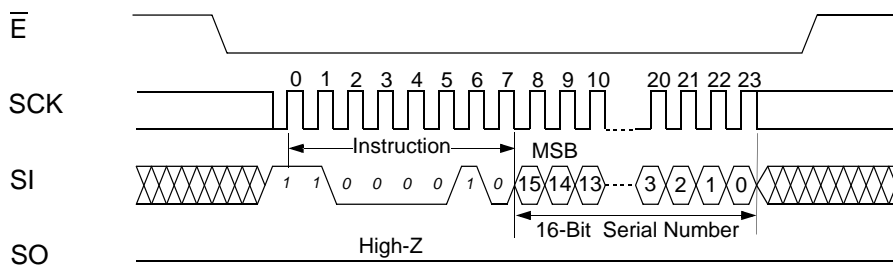 E
0 1 2 3 4 5 6 7 8 9 10 20 21 22 23
SCK
Instruction MSB
SI 1 1 0 0 0 0 1 0 15 14 13 3 2 1 0
16-Bit Serial Number
High-Z
SO